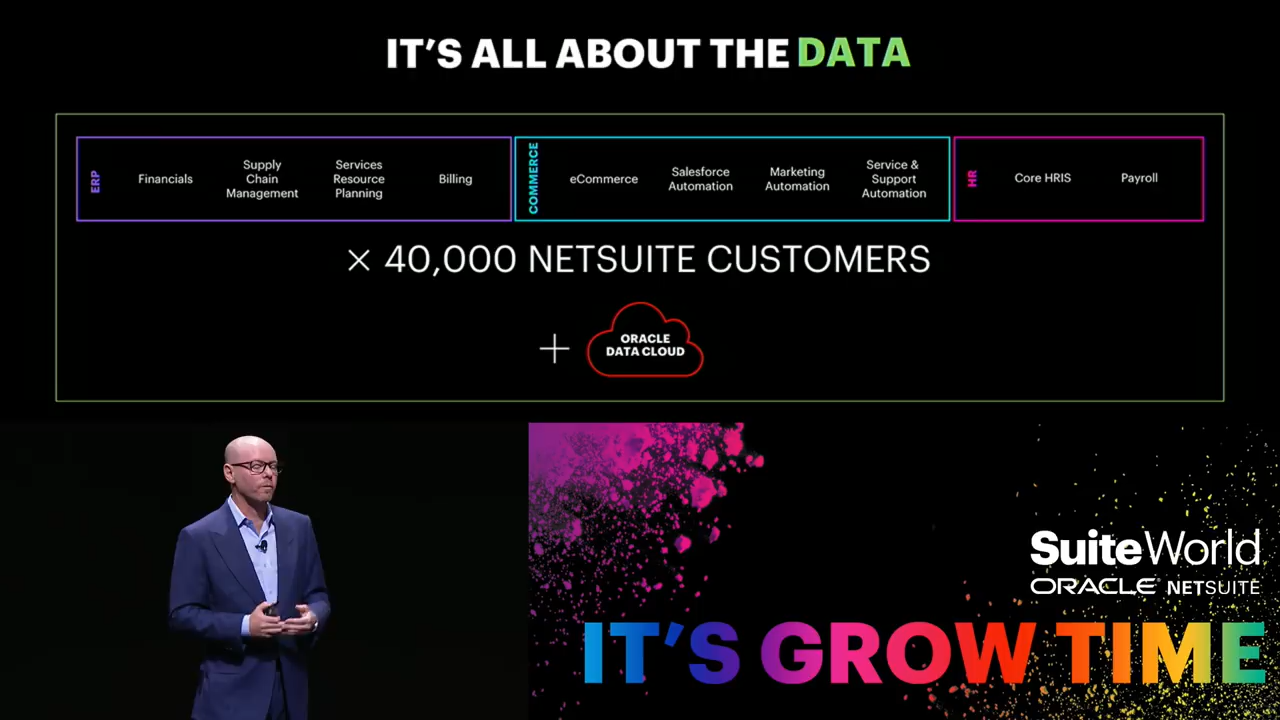 IT'S ALL ABOUT THE DATA
ERP
Financials
Supply
Chain
Management
Services
Resource
Planning
Billing
COMMERCE
eCommerce
Salesforce
Automation
Marketing
Automation
Service &
Support
Automation
HR
Core HRIS
Payroll
× 40,000 NETSUITE CUSTOMERS
+
ORACLE
DATA CLOUD
SuiteWorld
ORACLE® NETSUITE
IT'S GROW TIME